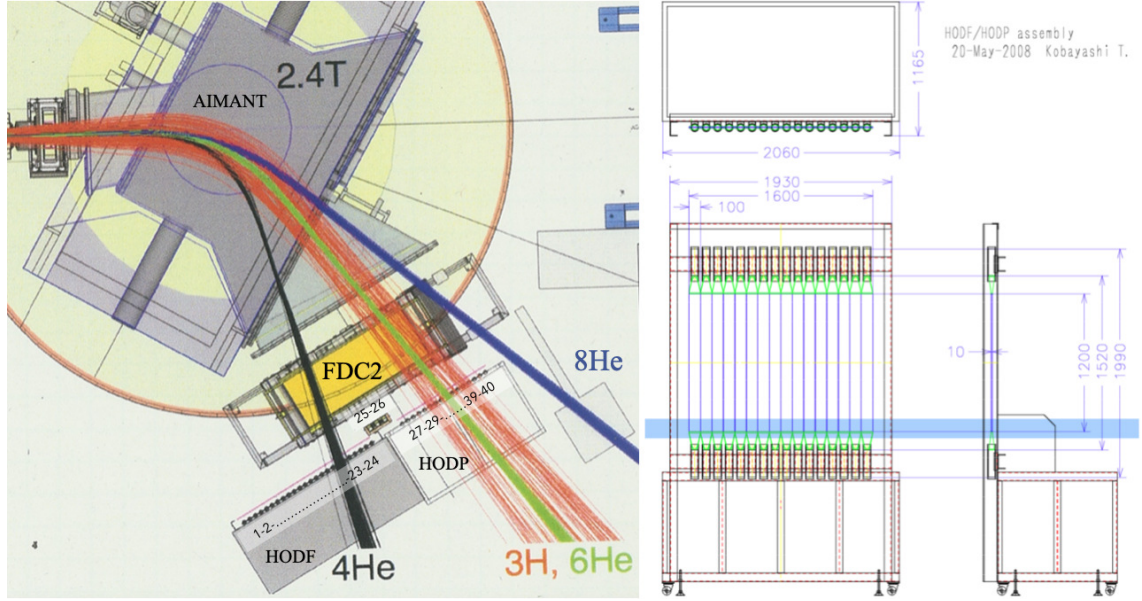 2.4T
AIMANT
8He
FDC2
25-26
27-29-......39-40
HODP
1-2-..................23-24
HODF
4He
3H, 6He
4
HODF/HODP assembly
20-May-2008 Kobayashi T.
1165
2060
1930
1600
100
10
1200
1520
1990